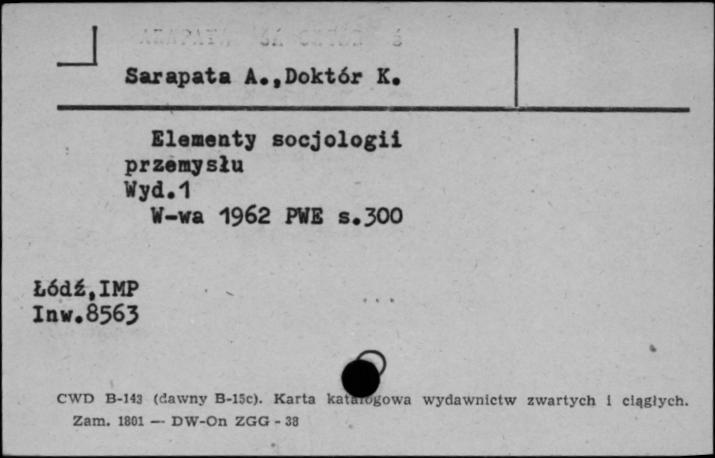 Sarapata A.,Doktór K.
Elementy socjologii
przemysłu
Wyd.1
W-wa 1962 PWE s.300
Łódź,IMP
Inw.8563
CWD B-143 (dawny B-15c). Karta katalogowa wydawnictw zwartych i ciągłych.
Zam. 1801 — DW-On ZGG - 38